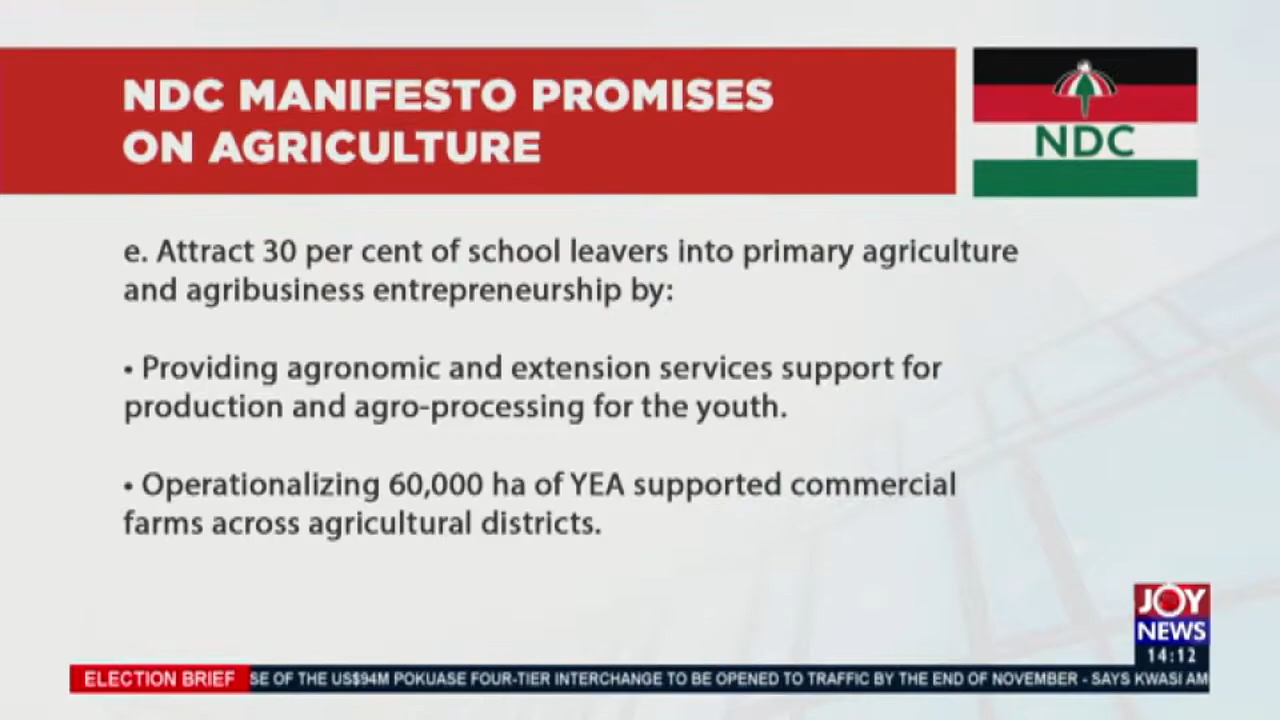 NDC MANIFESTO PROMISES
ON AGRICULTURE
NDC
e. Attract 30 per cent of school leavers into primary agriculture
and agribusiness entrepreneurship by:
• Providing agronomic and extension services support for
production and agro-processing for the youth.
• Operationalizing 60,000 ha of YEA supported commercial
farms across agricultural districts.
JOY
NEWS
14:12
ELECTION BRIEF SE OF THE US$94M POKUASE FOUR-TIER INTERCHANGE TO BE OPENED TO TRAFFIC BY THE END OF NOVEMBER - SAYS KWASI AM